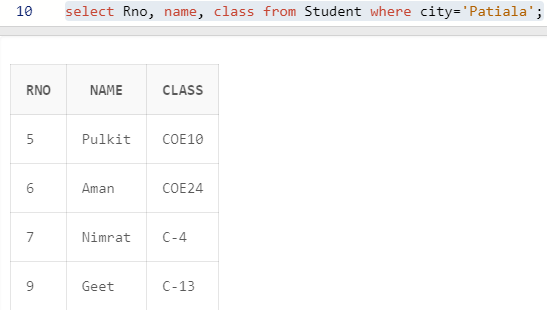 10 select Rno, name, class from Student where city='Patiala';
RNO NAME CLASS
5 Pulkit COE10
6 Aman COE24
7 Nimrat C-4
9 Geet C-13